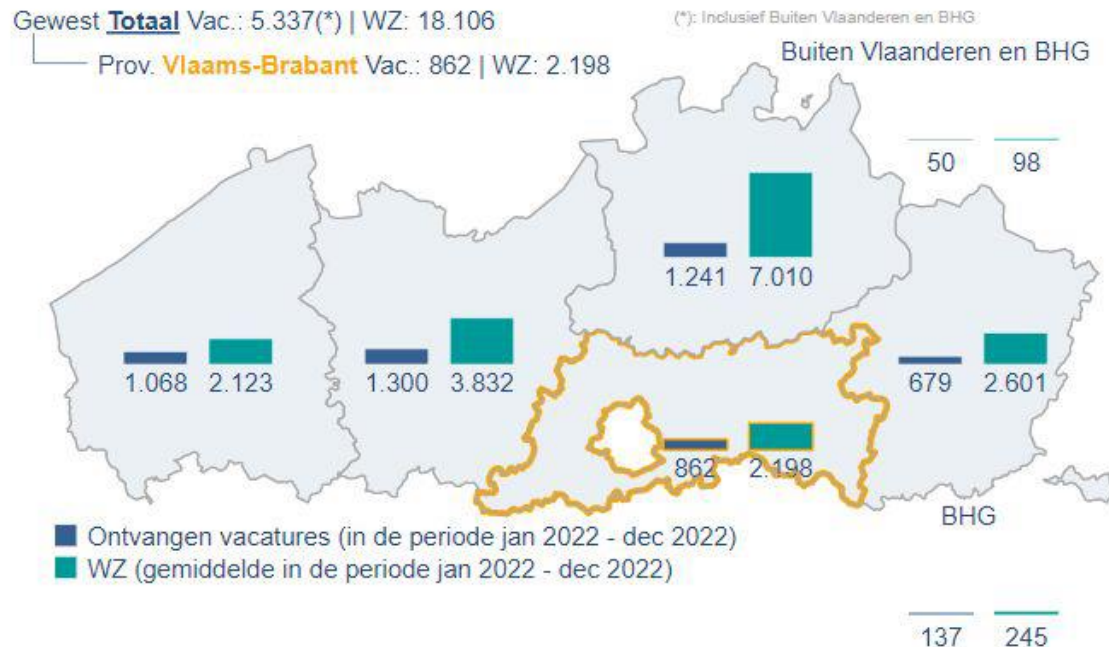 Gewest Totaal Vac.: 5.337(*) | WZ: 18.106
(*): Inclusief Buiten Vlaanderen en BHG
Prov. Vlaams-Brabant Vac.: 862 | WZ: 2.198
Buiten Vlaanderen en BHG
50 98
1.241 7.010
1.068 2.123
1.300 3.832
679 2.601
862 2.198
BHG
Ontvangen vacatures (in de periode jan 2022 - dec 2022)
WZ (gemiddelde in de periode jan 2022 - dec 2022)
137 245